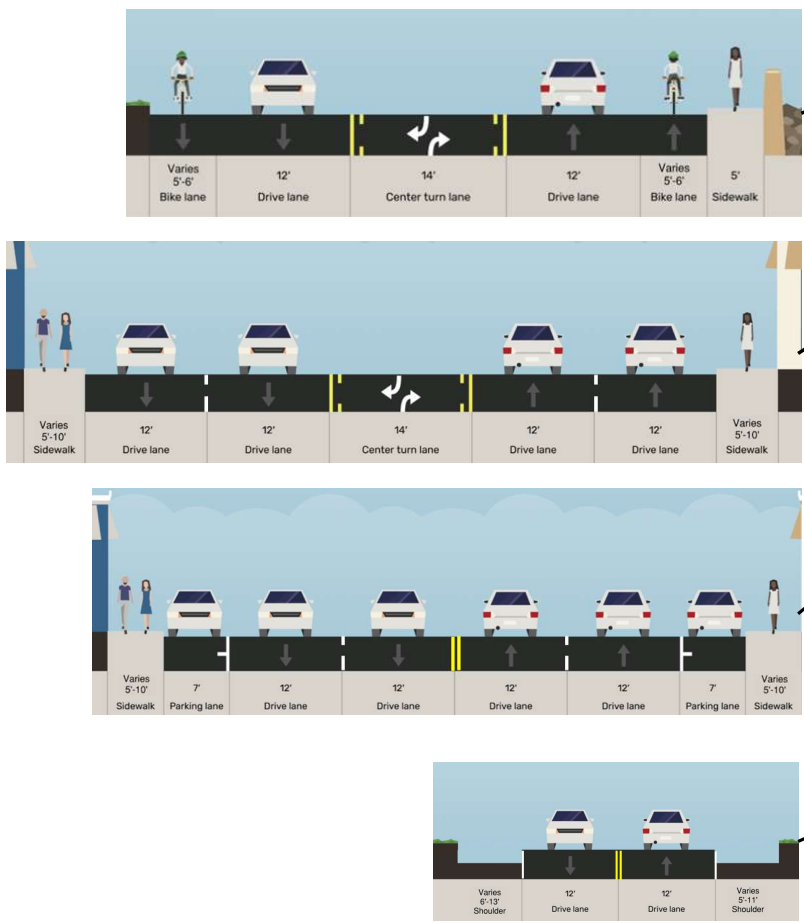 Varies
5'-6'
Bike lane
12'
Drive lane
14'
Center turn lane
12'
Drive lane
Varies
5'-6'
Bike lane
5'
Sidewalk
Varies
5'-10'
Sidewalk
12'
Drive lane
12'
Drive lane
14'
Center turn lane
12'
Drive lane
12'
Drive lane
Varies
5'-10'
Sidewalk
Varies
5'-10'
Sidewalk
7'
Parking lane
12'
Drive lane
12'
Drive lane
12'
Drive lane
12'
Drive lane
7'
Parking lane
Varies
5'-10'
Sidewalk
Varies
6'-13'
Shoulder
12'
Drive lane
12'
Drive lane
Varies
5'-11'
Shoulder